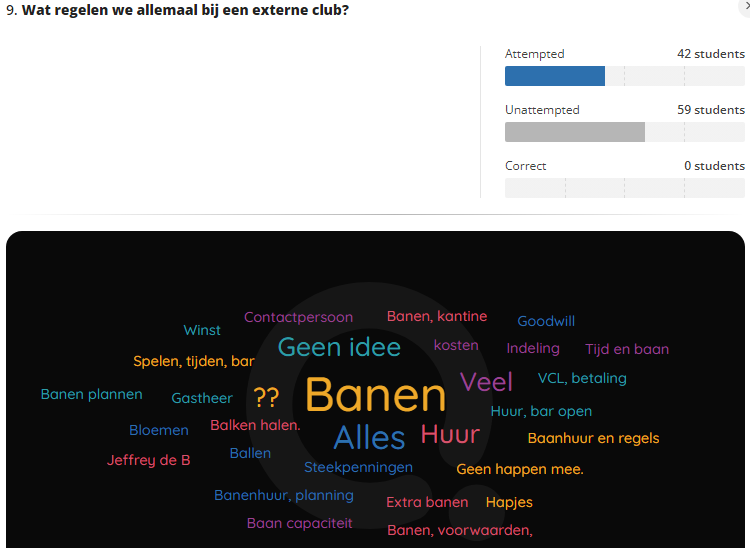 9. Wat regelen we allemaal bij een externe club?
Attempted 42 students
Unattempted 59 students
Correct 0 students
Contactpersoon Banen, kantine Goodwill
Winst
Geen idee kosten Indeling Tijd en baan
Spelen, tijden, bar
Veel VCL, betaling
Banen plannen Gastheer ?? Banen
Huur, bar open
Bloemen Balken halen. Alles Huur Baanhuur en regels
Jeffrey de B Ballen
Steekpenningen Geen happen mee.
Banenhuur, planning Extra banen Hapjes
Baan capaciteit Banen, voorwaarden,